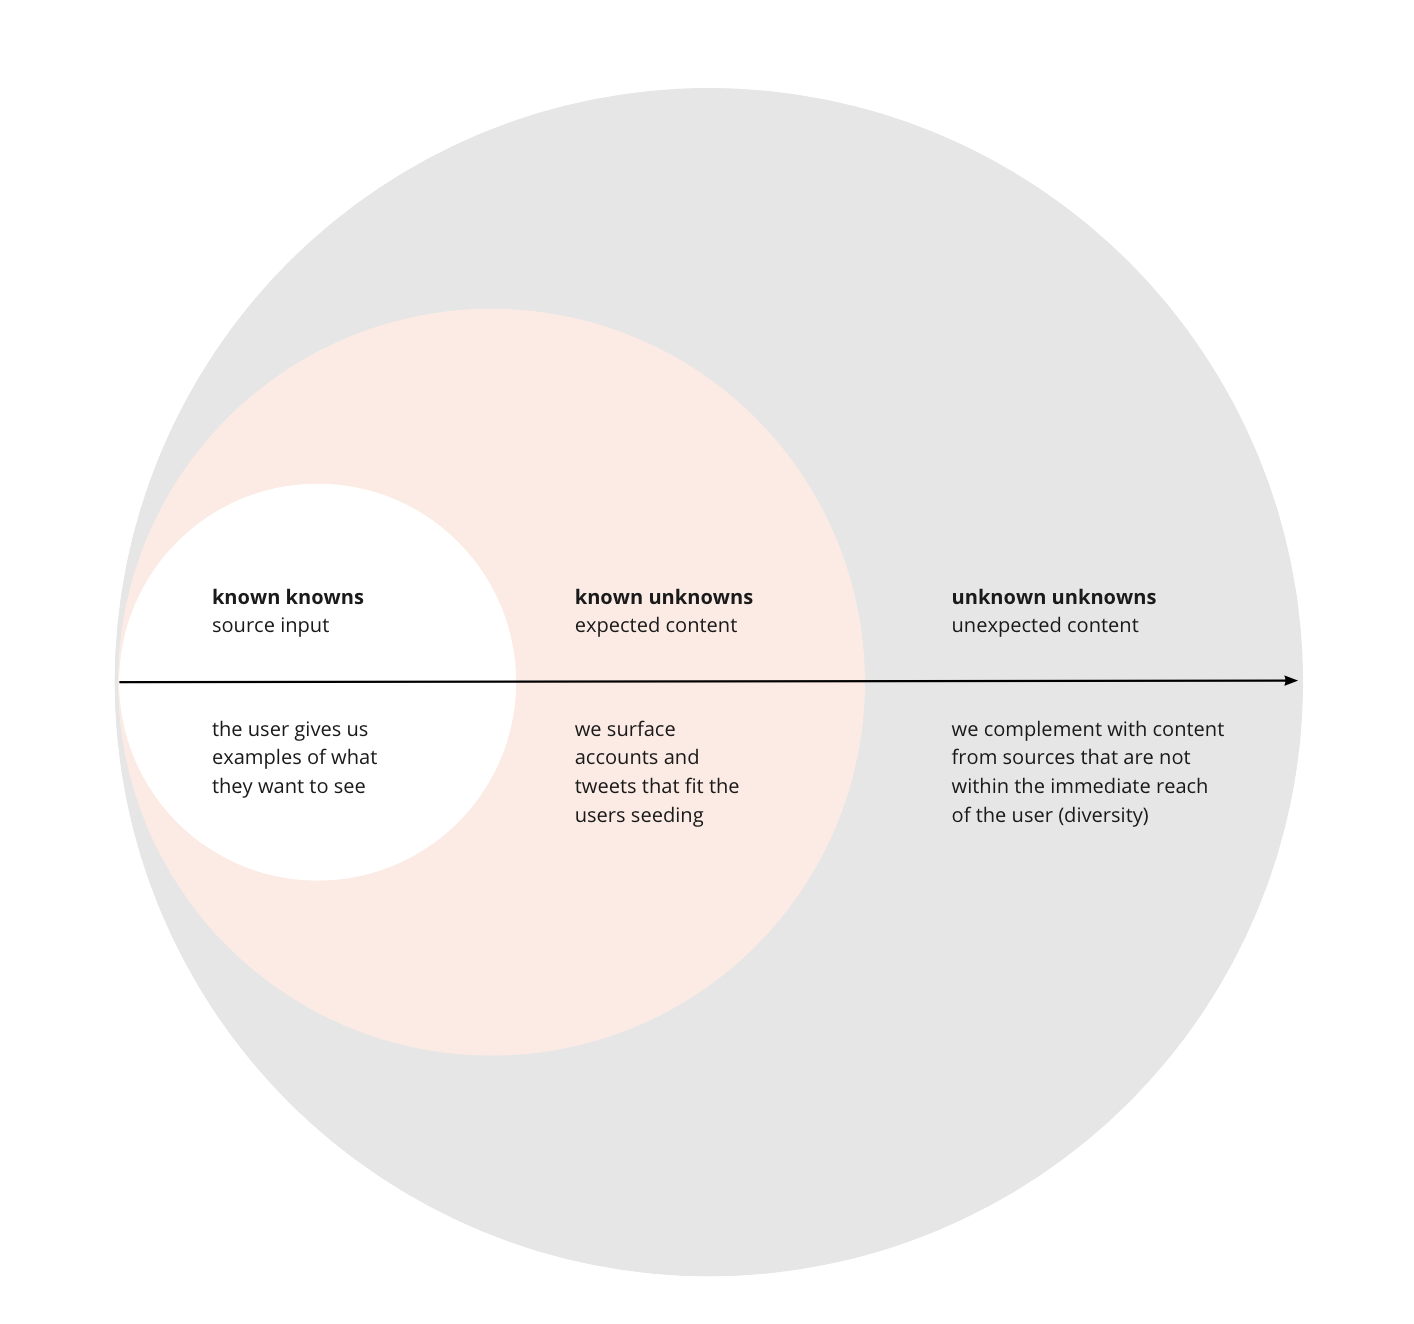 known knowns
source input
the user gives us
examples of what
they want to see
known unknowns
expected content
we surface
accounts and
tweets that fit the
users seeding
unknown unknowns
unexpected content
we complement with content
from sources that are not
within the immediate reach
of the user (diversity)